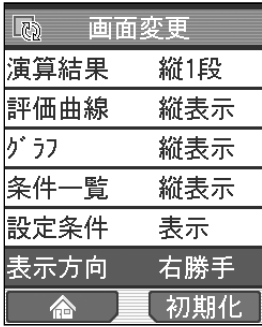 画面変更
演算結果 縦1段
評価曲線 縦表示
ｸﾞﾗﾌ 縦表示
条件一覧 縦表示
設定条件 表示
表示方向 右勝手
初期化